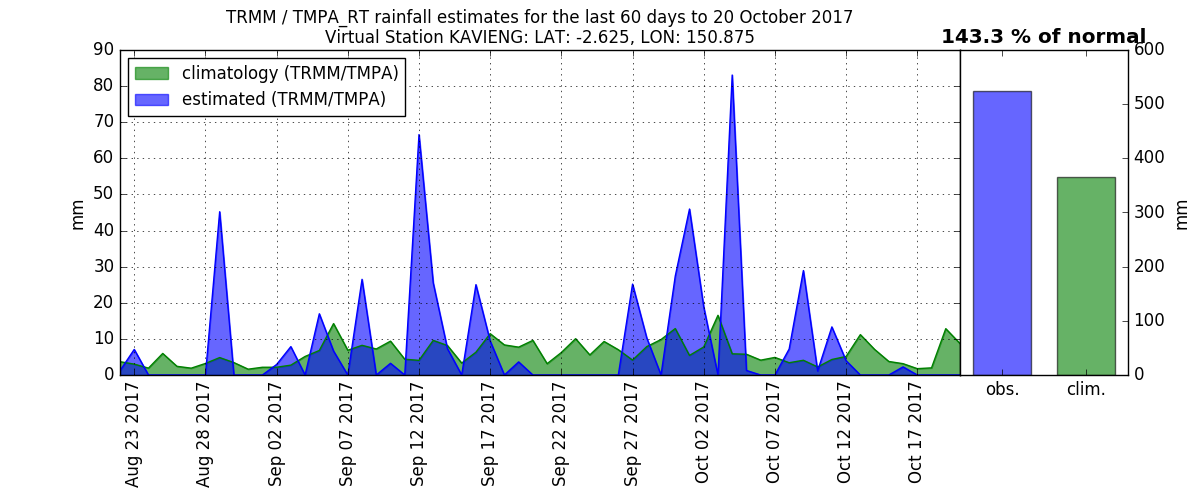 TRMM / TMPA_RT rainfall estimates for the last 60 days to 20 October 2017
Virtual Station KAVIENG: LAT: -2.625, LON: 150.875
143.3 % of normal
climatology (TRMM/TMPA)
estimated (TRMM/TMPA)
mm
90
80
70
60
50
40
30
20
10
0
Aug 23 2017
Aug 28 2017
Sep 02 2017
Sep 07 2017
Sep 12 2017
Sep 17 2017
Sep 22 2017
Sep 27 2017
Oct 02 2017
Oct 07 2017
Oct 12 2017
Oct 17 2017
obs.
clim.
600
500
400
300
200
100
0
mm